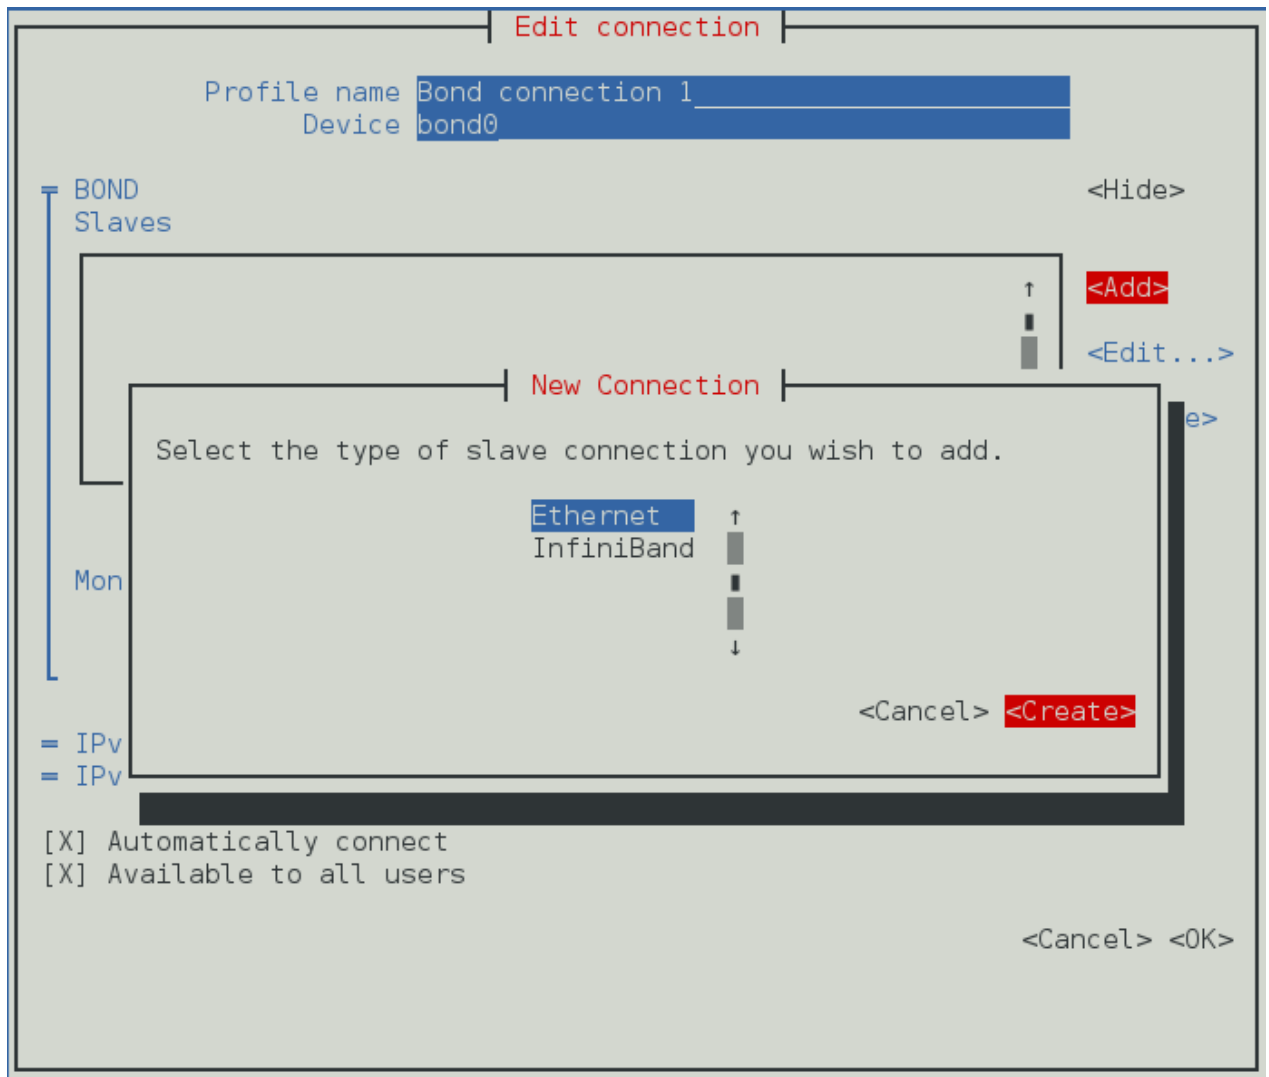 Edit connection
Profile name Bond connection 1
Device bond0
BOND <Hide>
Slaves
<Add>
<Edit...>
New Connection
e>
Select the type of slave connection you wish to add.
Ethernet
InfiniBand
Mon
<Cancel> <Create>
= IPv
= IPv
[X] Automatically connect
[X] Available to all users
<Cancel> <OK>